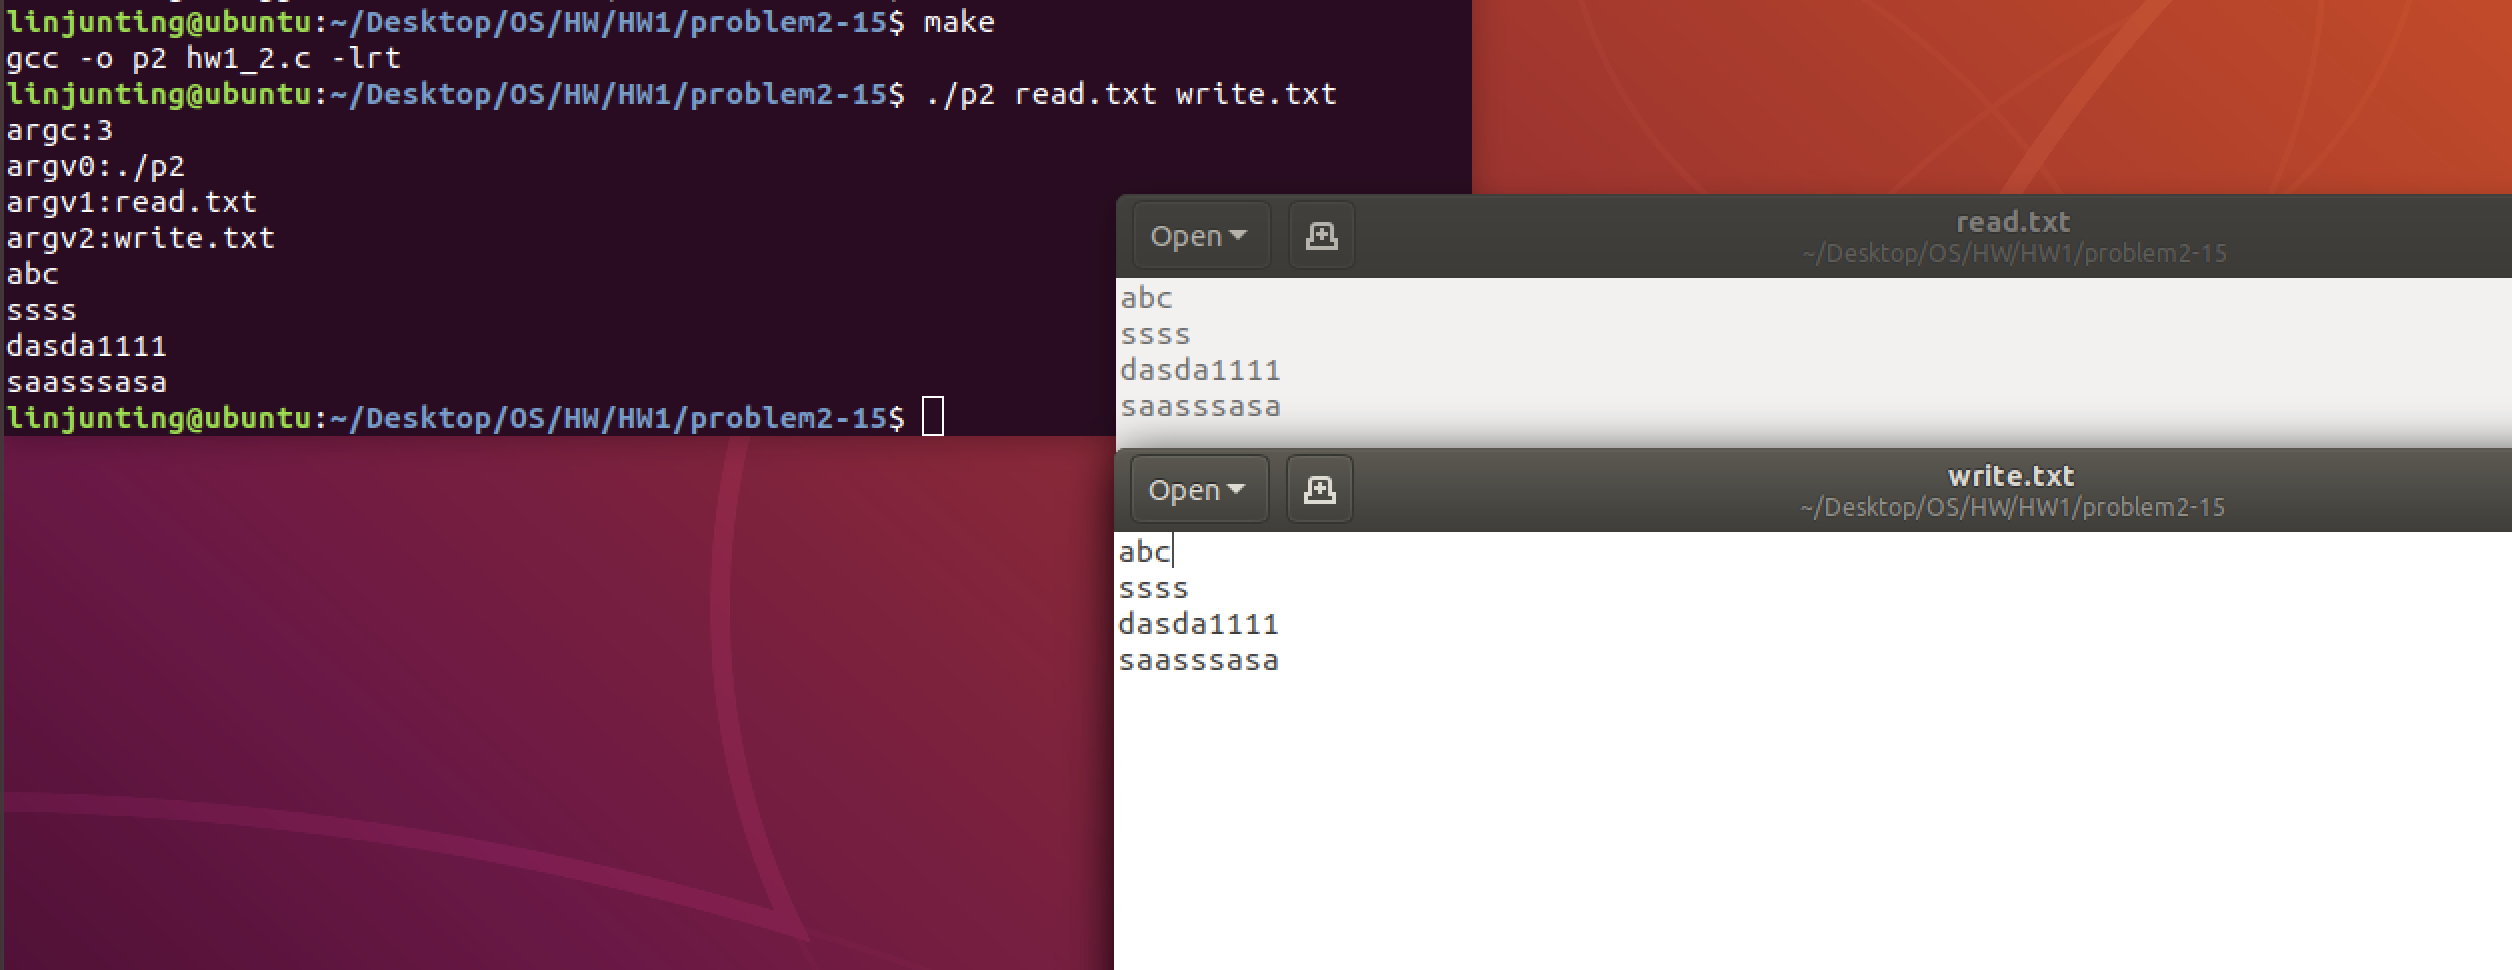 linjunting@ubuntu:~/Desktop/OS/HW/HW1/problem2-15$ make
gcc -o p2 hw1_2.c -lrt
linjunting@ubuntu:~/Desktop/OS/HW/HW1/problem2-15$ ./p2 read.txt write.txt
argc:3
argv0:./p2
argv1:read.txt
argv2:write.txt
abc
ssss
dasda1111
saasssasa
linjunting@ubuntu:~/Desktop/OS/HW/HW1/problem2-15$
Open
read.txt
~/Desktop/OS/HW/HW1/problem2-15
abc
ssss
dasda1111
saasssasa
Open
write.txt
~/Desktop/OS/HW/HW1/problem2-15
abc
ssss
dasda1111
saasssasa